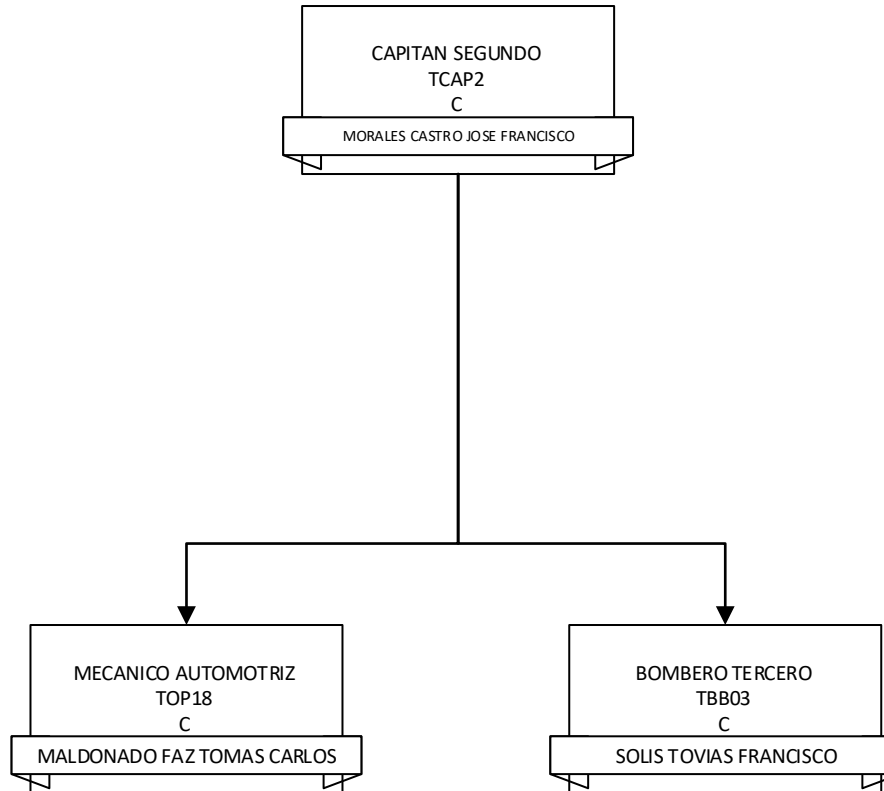 CAPITAN SEGUNDO
TCAP2
C
MORALES CASTRO JOSE FRANCISCO
MECANICO AUTOMOTRIZ
TOP18
C
MALDONADO FAZ TOMAS CARLOS
BOMBERO TERCERO
TBB03
C
SOLIS TOVIAS FRANCISCO